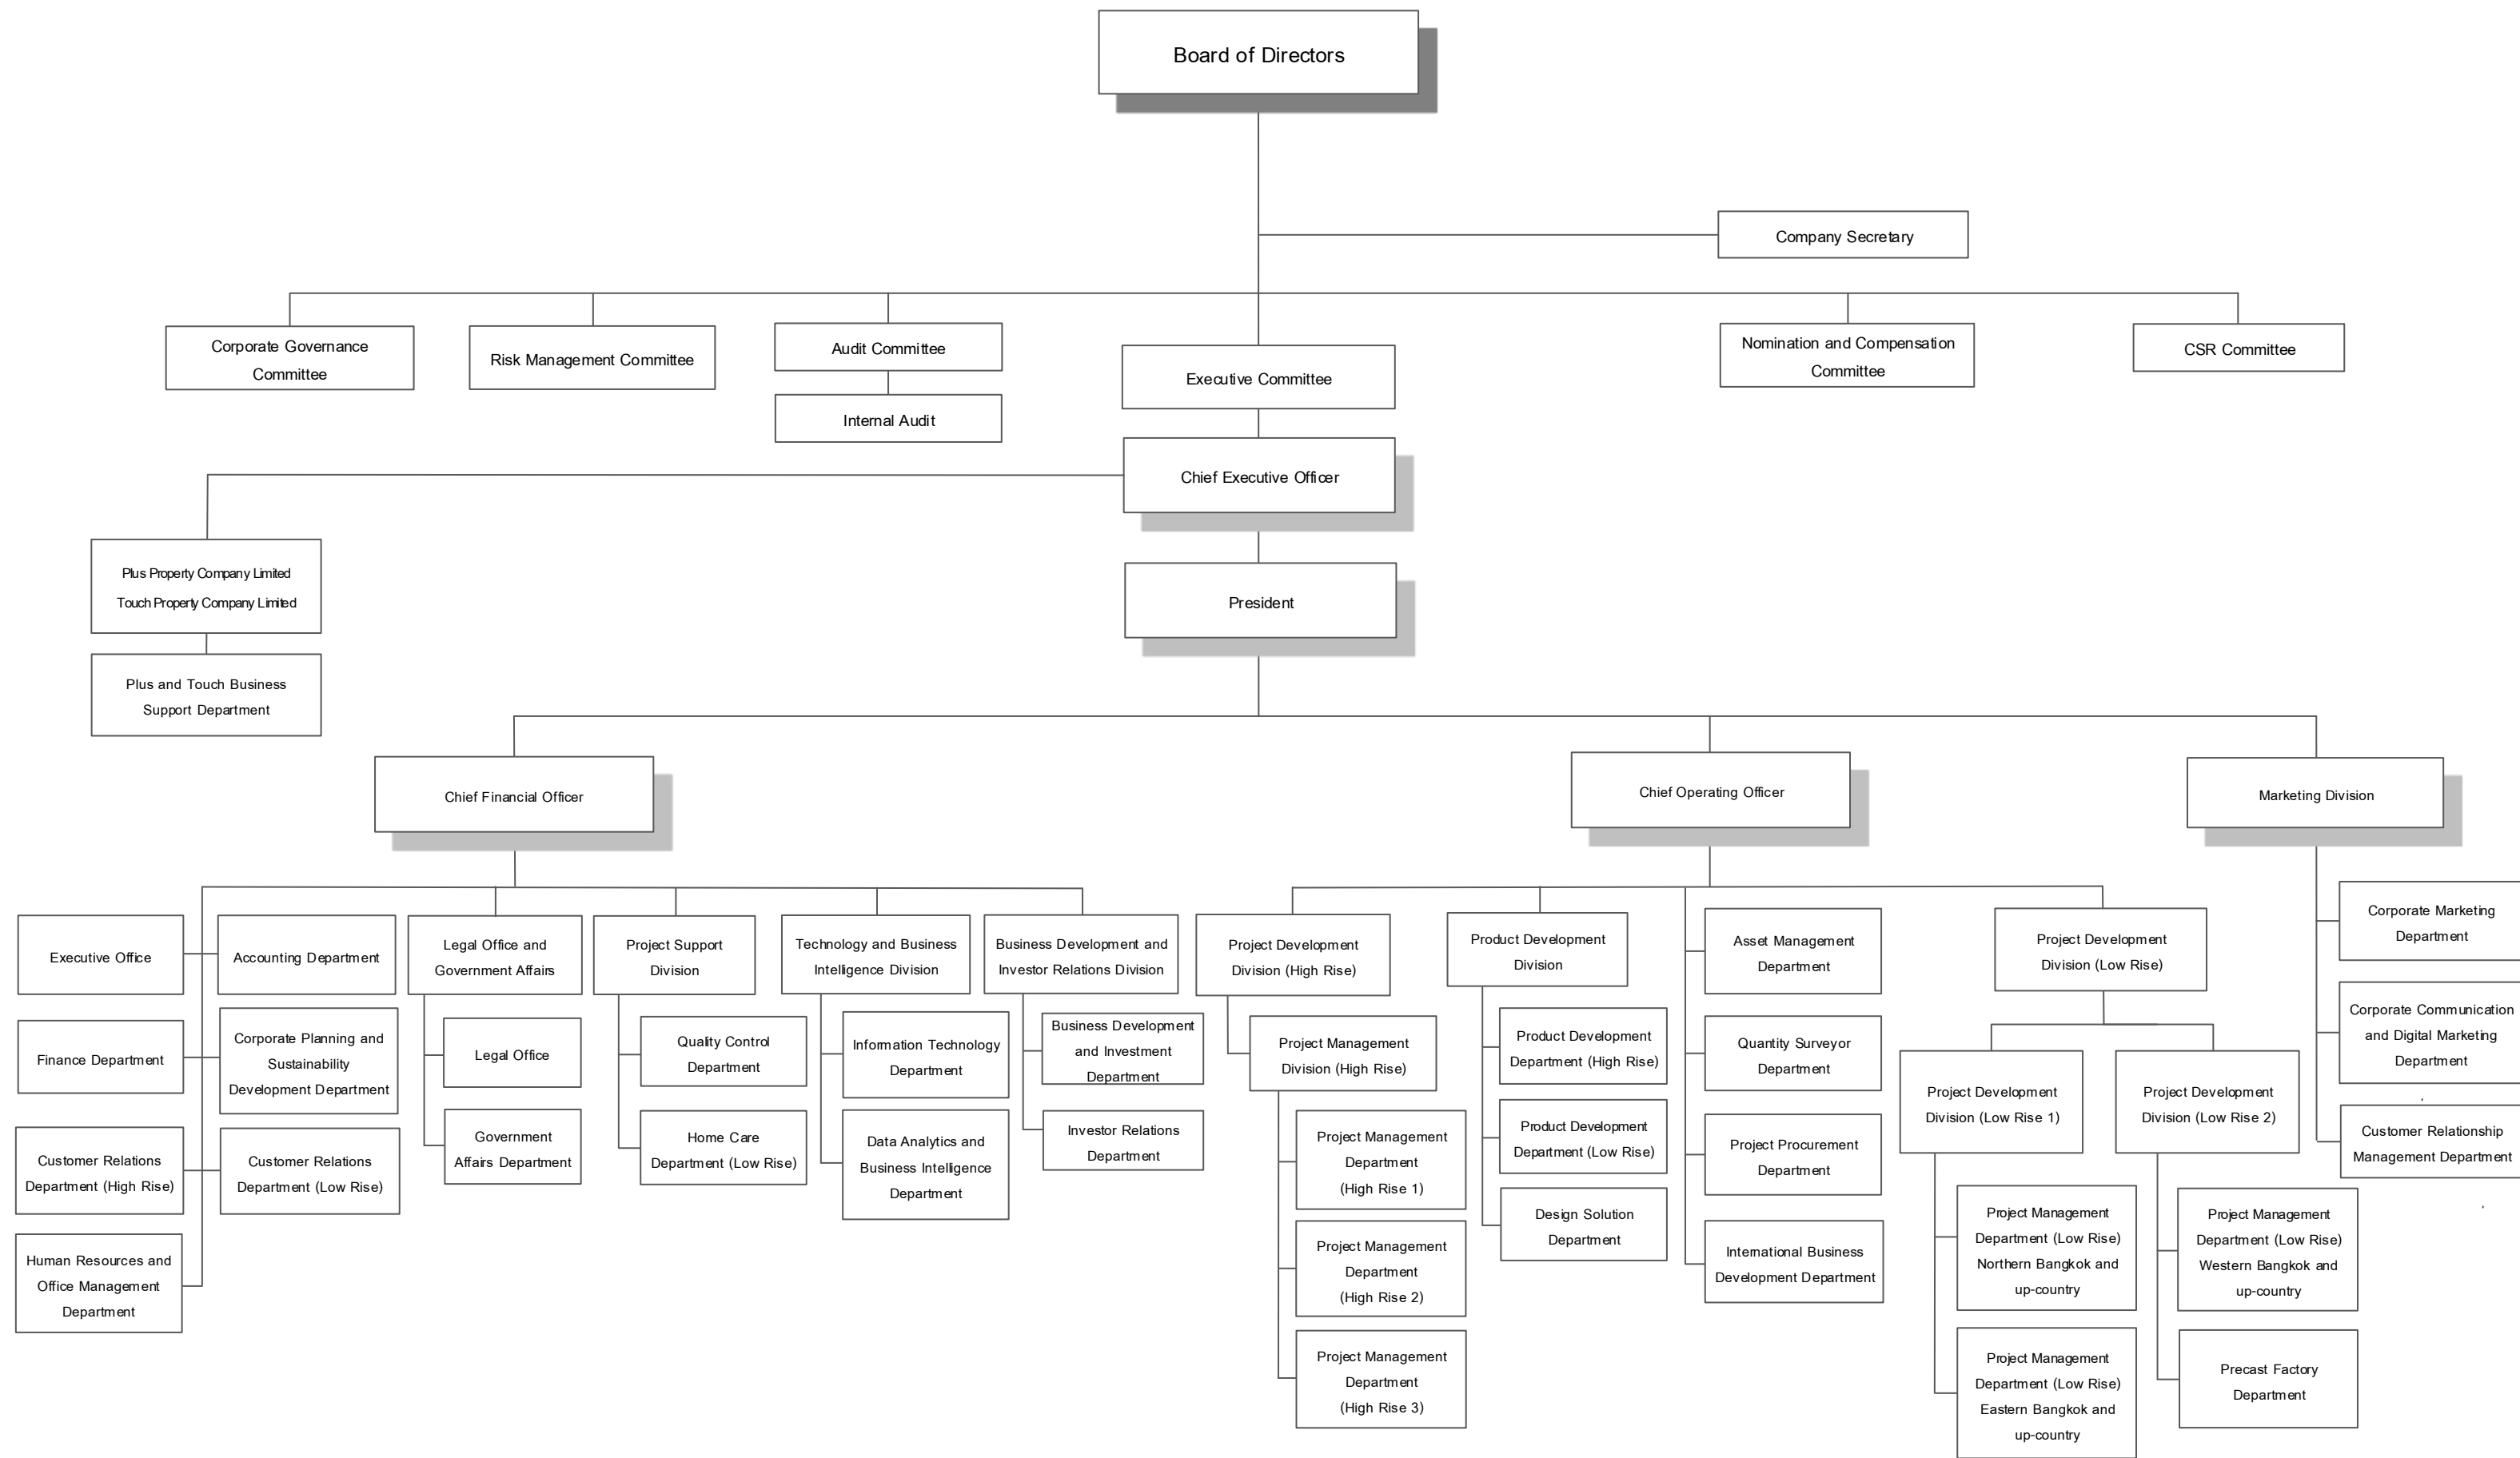 Board of Directors
Company Secretary
Corporate Governance
Committee
Risk Management Committee
Audit Committee
Internal Audit
Executive Committee
Nomination and Compensation
Committee
CSR Committee
Chief Executive Officer
Plus Property Company Limited
Touch Property Company Limited
Plus and Touch Business
Support Department
President
Chief Financial Officer
Chief Operating Officer
Marketing Division
Executive Office
Accounting Department
Finance Department
Corporate Planning and
Sustainability
Development Department
Customer Relations
Department (High Rise)
Customer Relations
Department (Low Rise)
Human Resources and
Office Management
Department
Legal Office and
Government Affairs
Legal Office
Government
Affairs Department
Project Support
Division
Quality Control
Department
Home Care
Department (Low Rise)
Technology and Business
Intelligence Division
Information Technology
Department
Data Analytics and
Business Intelligence
Department
Business Development and
Investor Relations Division
Business Development
and Investment
Department
Investor Relations
Department
Project Development
Division (High Rise)
Project Management
Division (High Rise)
Project Management
Department
(High Rise 1)
Project Management
Department
(High Rise 2)
Project Management
Department
(High Rise 3)
Product Development
Division
Product Development
Department (High Rise)
Product Development
Department (Low Rise)
Design Solution
Department
Asset Management
Department
Quantity Surveyor
Department
Project Procurement
Department
International Business
Development Department
Project Development
Division (Low Rise)
Project Development
Division (Low Rise 1)
Project Management
Department (Low Rise)
Northern Bangkok and
up-country
Project Management
Department (Low Rise)
Eastern Bangkok and
up-country
Project Development
Division (Low Rise 2)
Project Management
Department (Low Rise)
Western Bangkok and
up-country
Precast Factory
Department
Corporate Marketing
Department
Corporate Communication
and Digital Marketing
Department
Customer Relationship
Management Department